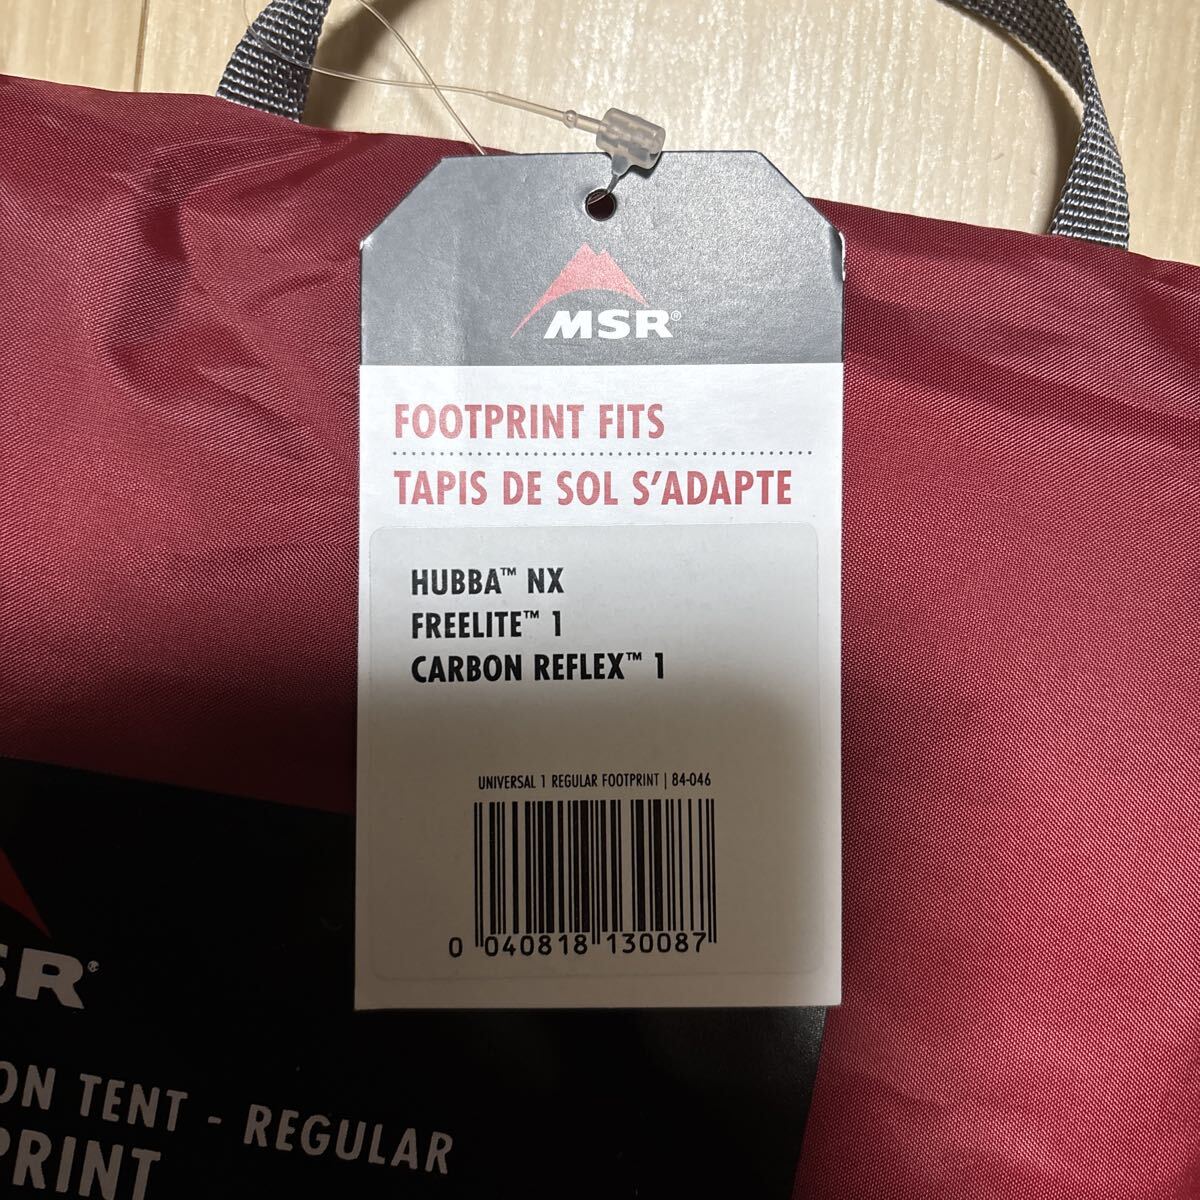 MSR®
FOOTPRINT FITS
TAPIS DE SOL S'ADAPTE
HUBBA™ NX
FREELITE™ 1
CARBON REFLEX™ 1
UNIVERSAL 1 REGULAR FOOTPRINT | 84-046
0 040818 130087
SR®
ON TENT - REGULAR
PRINT